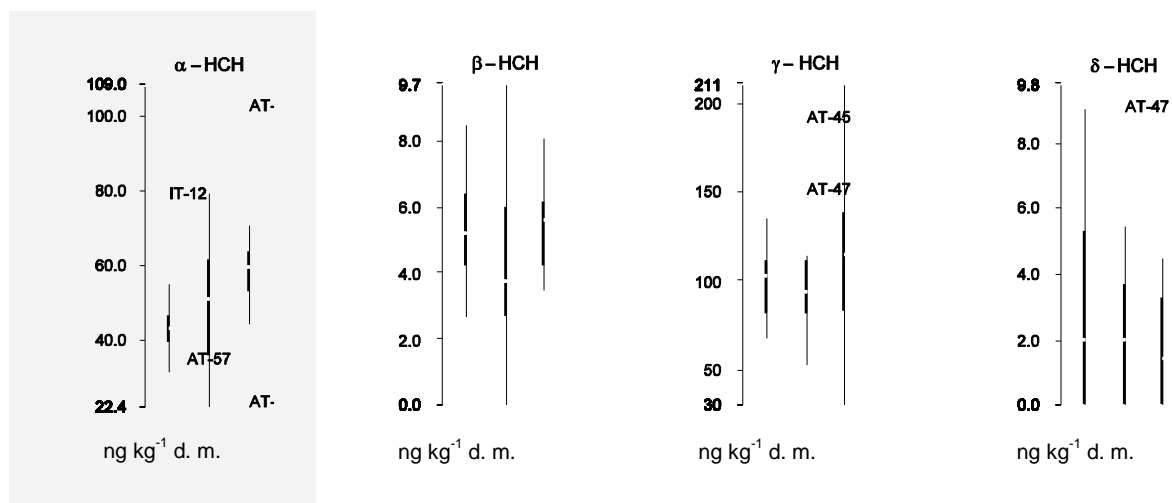 α – HCH
109.0
AT-
100.0
80.0
IT-12
60.0
40.0
AT-57
22.4
AT-
ng kg⁻¹ d. m.
β – HCH
9.7
8.0
6.0
4.0
2.0
0.0
ng kg⁻¹ d. m.
γ – HCH
211
200
AT-45
150
AT-47
100
50
30
ng kg⁻¹ d. m.
δ – HCH
9.8
AT-47
8.0
6.0
4.0
2.0
0.0
ng kg⁻¹ d. m.